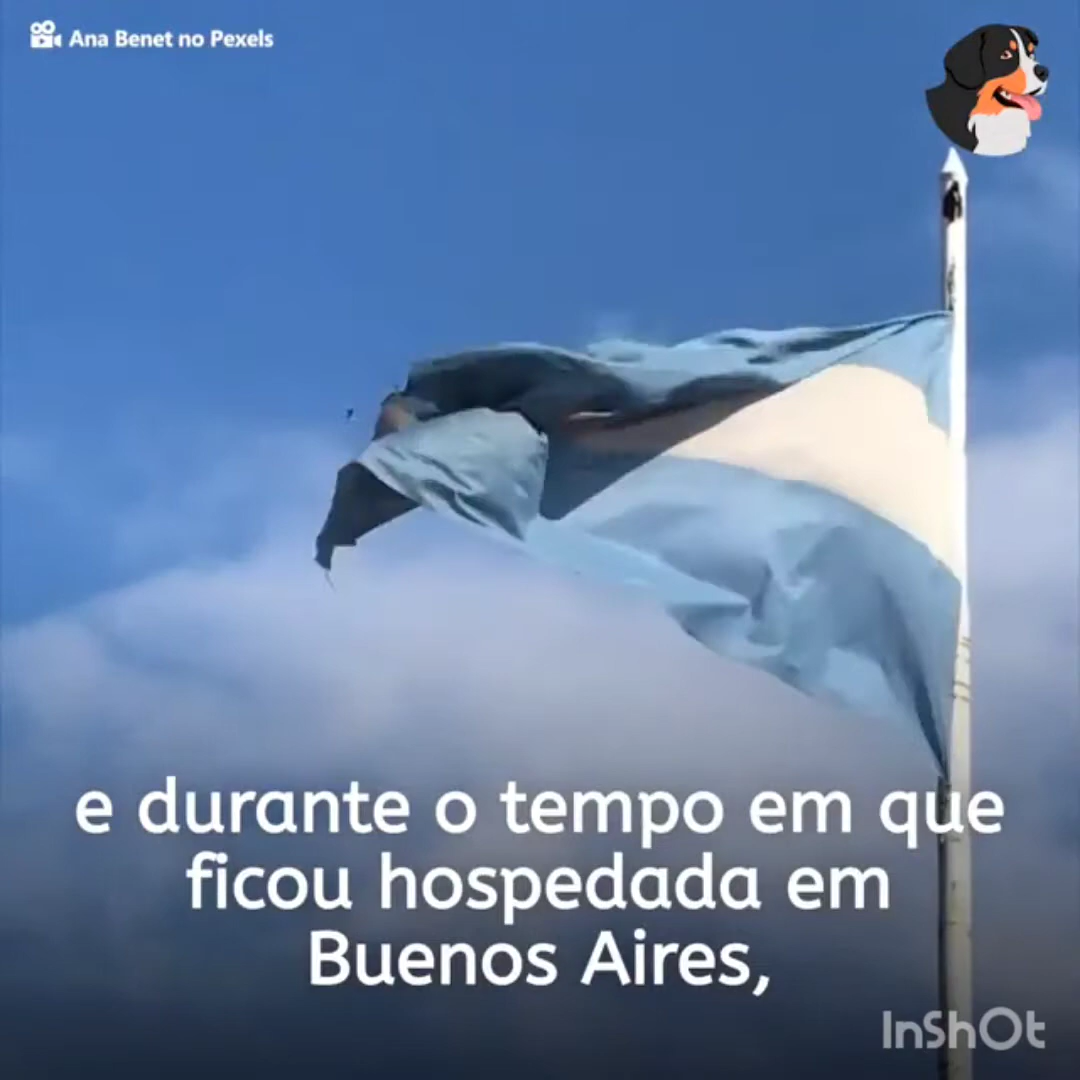 Ana Benet no Pexels
e durante o tempo em que
ficou hospedada em
Buenos Aires,
InShOt